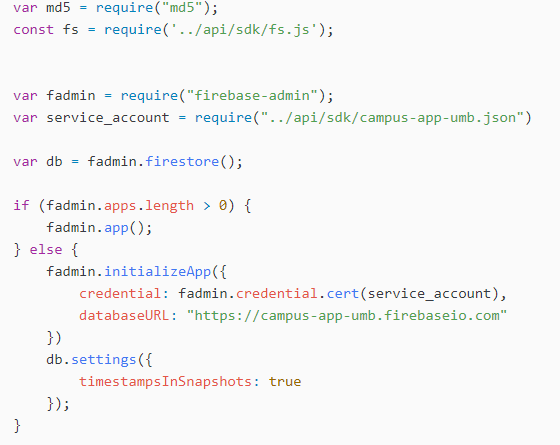 var md5 = require("md5");
const fs = require('../api/sdk/fs.js');
var fadmin = require("firebase-admin");
var service_account = require("../api/sdk/campus-app-umb.json")
var db = fadmin.firestore();
if (fadmin.apps.length > 0) {
    fadmin.app();
} else {
    fadmin.initializeApp({
        credential: fadmin.credential.cert(service_account),
        databaseURL: "https://campus-app-umb.firebaseio.com"
    })
    db.settings({
        timestampsInSnapshots: true
    });
}